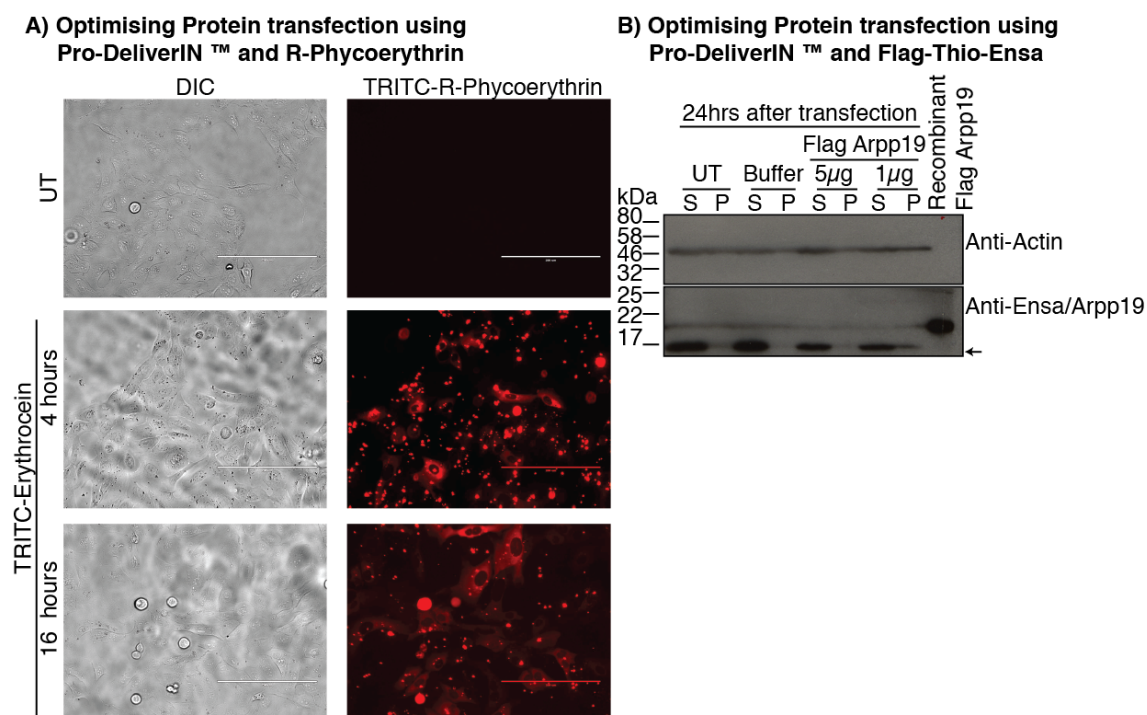 A) Optimising Protein transfection using
Pro-DeliverIN ™ and R-Phycoerythrin
DIC
TRITC-R-Phycoerythrin
UT
TRITC-Erythrocein
4 hours
16 hours
B) Optimising Protein transfection using
Pro-DeliverIN ™ and Flag-Thio-Ensa
24hrs after transfection
Flag Arpp19
UT Buffer 5µg 1µg
Recombinant
Flag Arpp19
kDa
S P S P S P S P
80
58
46
32
Anti-Actin
25
22
17
Anti-Ensa/Arpp19